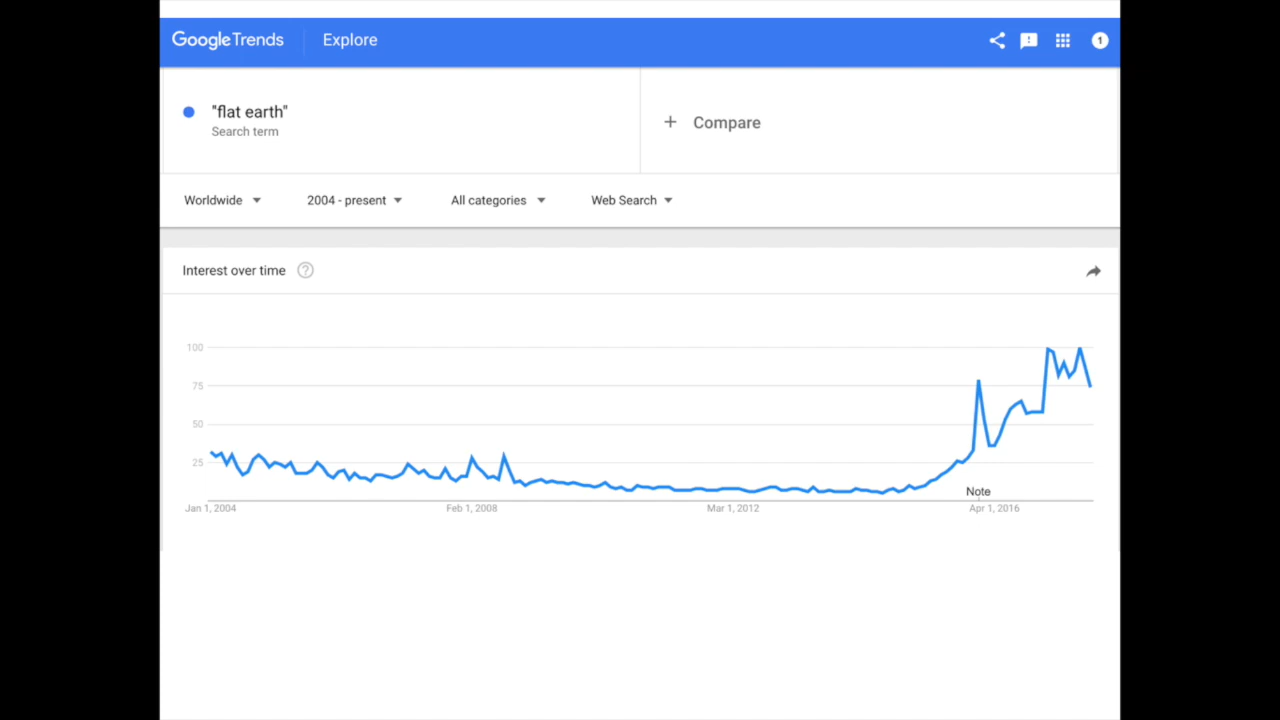 Google Trends Explore 1
"flat earth"
Search term
+ Compare
Worldwide 2004 - present All categories Web Search
Interest over time ?
100
75
50
25
Note
Jan 1, 2004 Feb 1, 2008 Mar 1, 2012 Apr 1, 2016